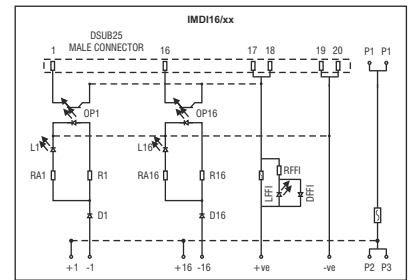 IMDI16/xx
DSUB25
MALE CONNECTOR
1 16 17 18 19 20 P1 P1
OP1 OP16
L1 L16
RFFI
LFFI DFFI
RA1 R1 RA16 R16
D1 D16
+1 -1 +16 -16 +ve -ve P2 P3